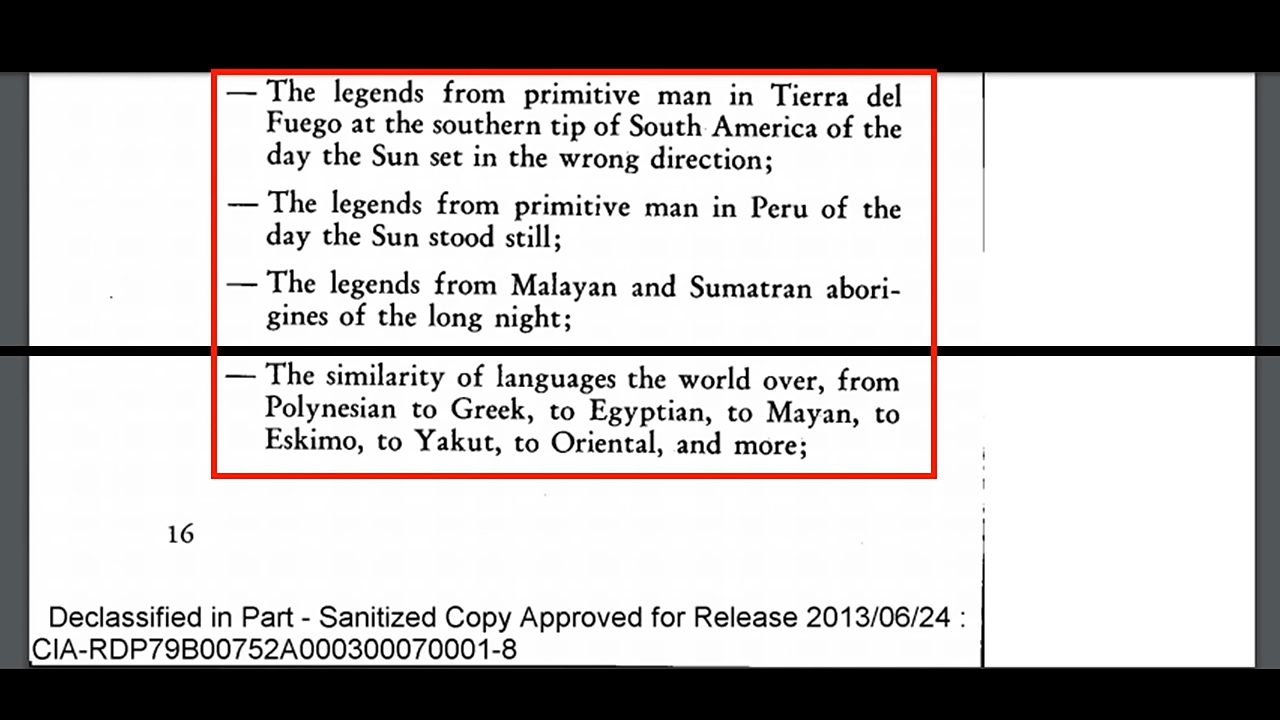 — The legends from primitive man in Tierra del
Fuego at the southern tip of South America of the
day the Sun set in the wrong direction;
— The legends from primitive man in Peru of the
day the Sun stood still;
— The legends from Malayan and Sumatran abori-
gines of the long night;
— The similarity of languages the world over, from
Polynesian to Greek, to Egyptian, to Mayan, to
Eskimo, to Yakut, to Oriental, and more;
16
Declassified in Part - Sanitized Copy Approved for Release 2013/06/24 :
CIA-RDP79B00752A000300070001-8